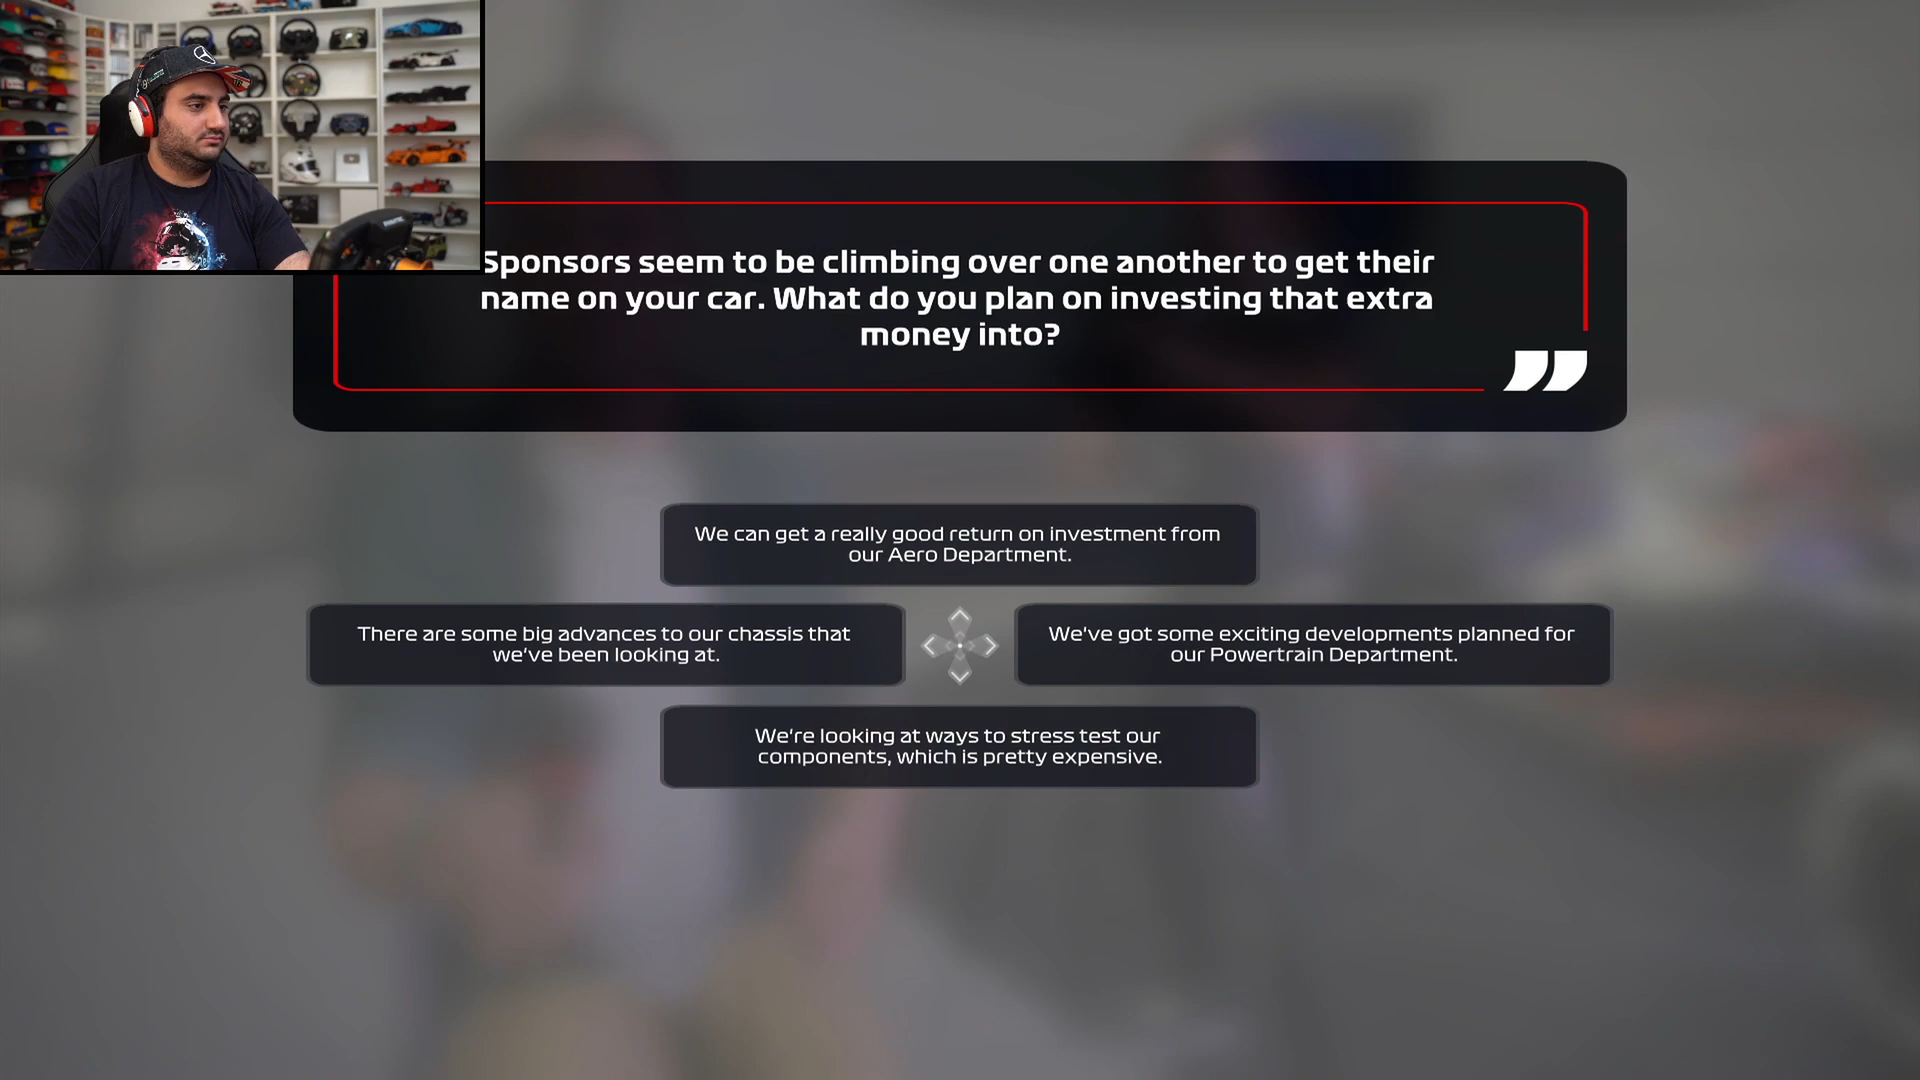 Sponsors seem to be climbing over one another to get their
name on your car. What do you plan on investing that extra
money into?
We can get a really good return on investment from
our Aero Department.
There are some big advances to our chassis that
we've been looking at.
We've got some exciting developments planned for
our Powertrain Department.
We're looking at ways to stress test our
components, which is pretty expensive.